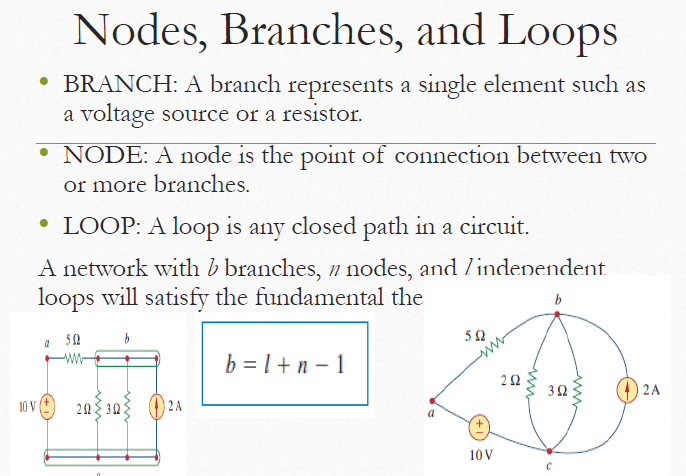 Nodes, Branches, and Loops
• BRANCH: A branch represents a single element such as
a voltage source or a resistor.
• NODE: A node is the point of connection between two
or more branches.
• LOOP: A loop is any closed path in a circuit.
A network with b branches, n nodes, and l independent
loops will satisfy the fundamental the
b = l + n − 1
a 5 Ω b
10 V + − 2 Ω 3 Ω 2 A
b
5 Ω
2 Ω 3 Ω 2 A
a
+ −
10 V
c